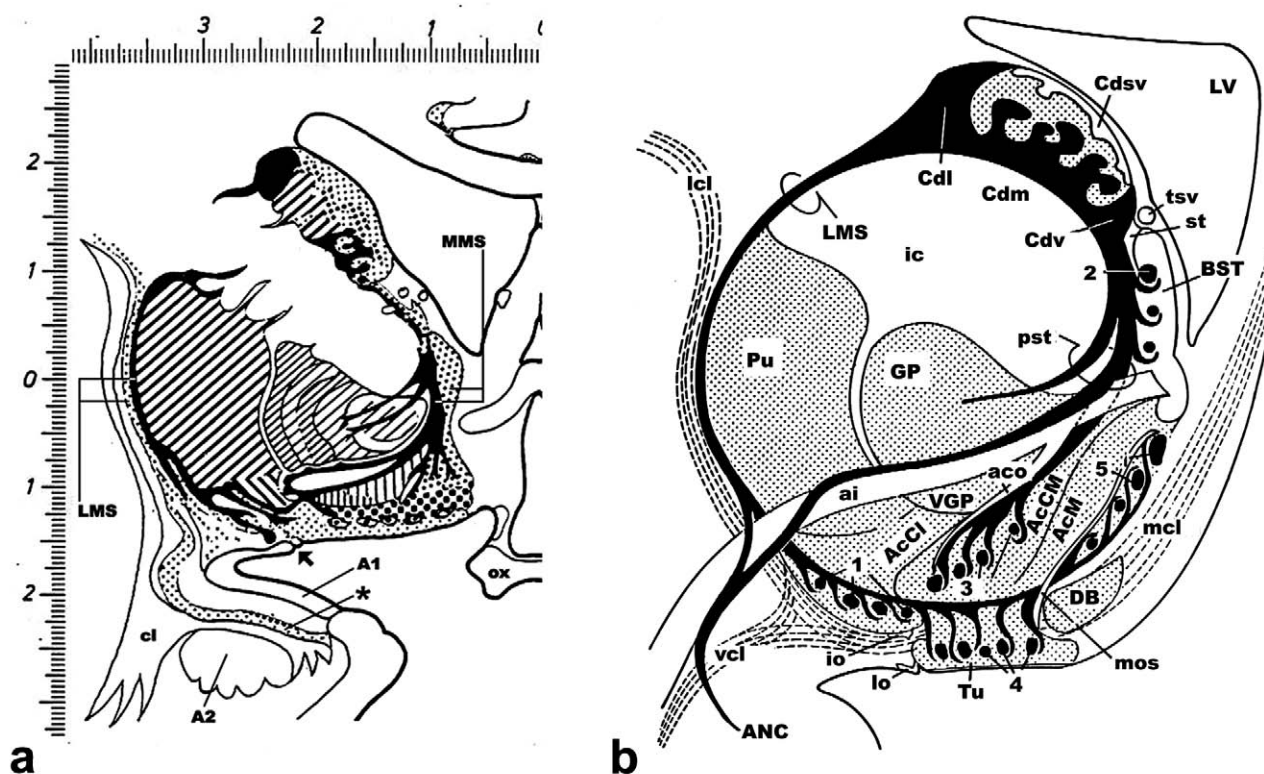 3 2 1
2
1
0
1
2
MMS
LMS
A1
*
ox
cl
A2
a
LV
Cdsv
lcl
Cdl
Cdm
tsv
LMS
Cdv
st
ic
2
BST
pst
Pu
GP
5
aco
ai
VGP
AcCM
AcM
AcCl
mcl
1
3
DB
vcl
io
mos
lo
Tu
4
ANC
b